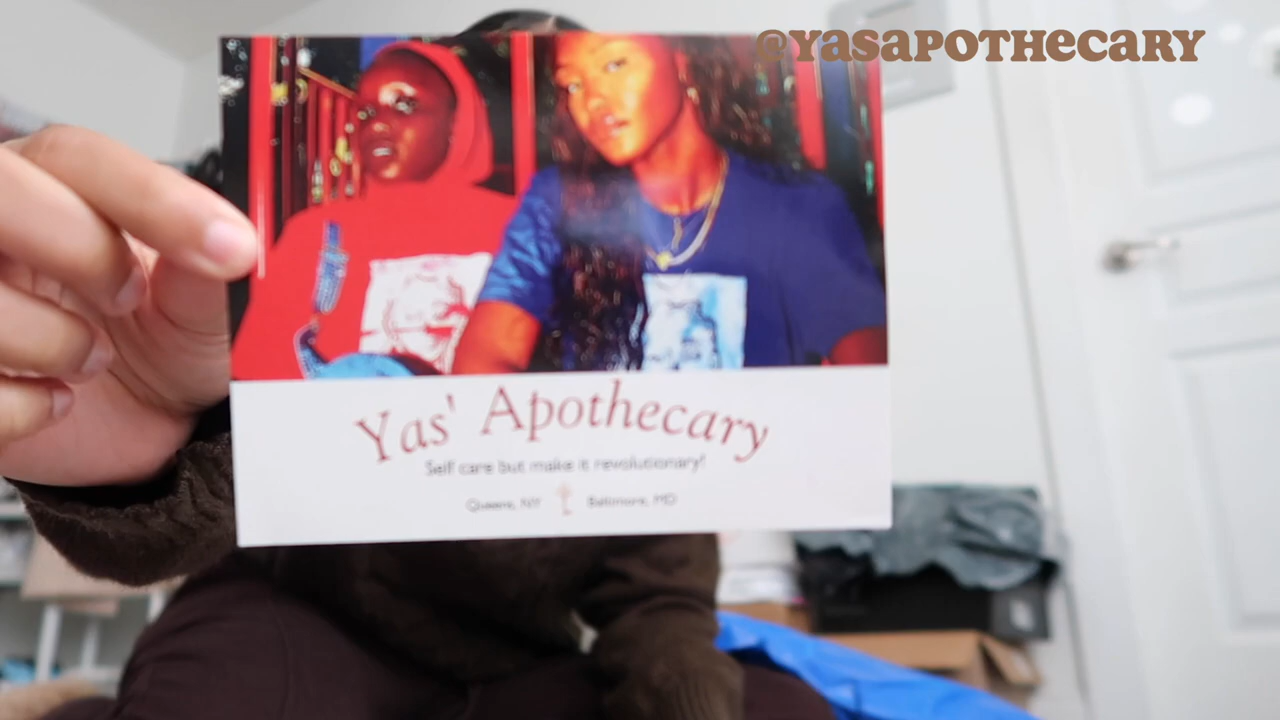 @YASAPOTHECARY
Yas' Apothecary
Self care but make it revolutionary!
Queens, NY Baltimore, MD